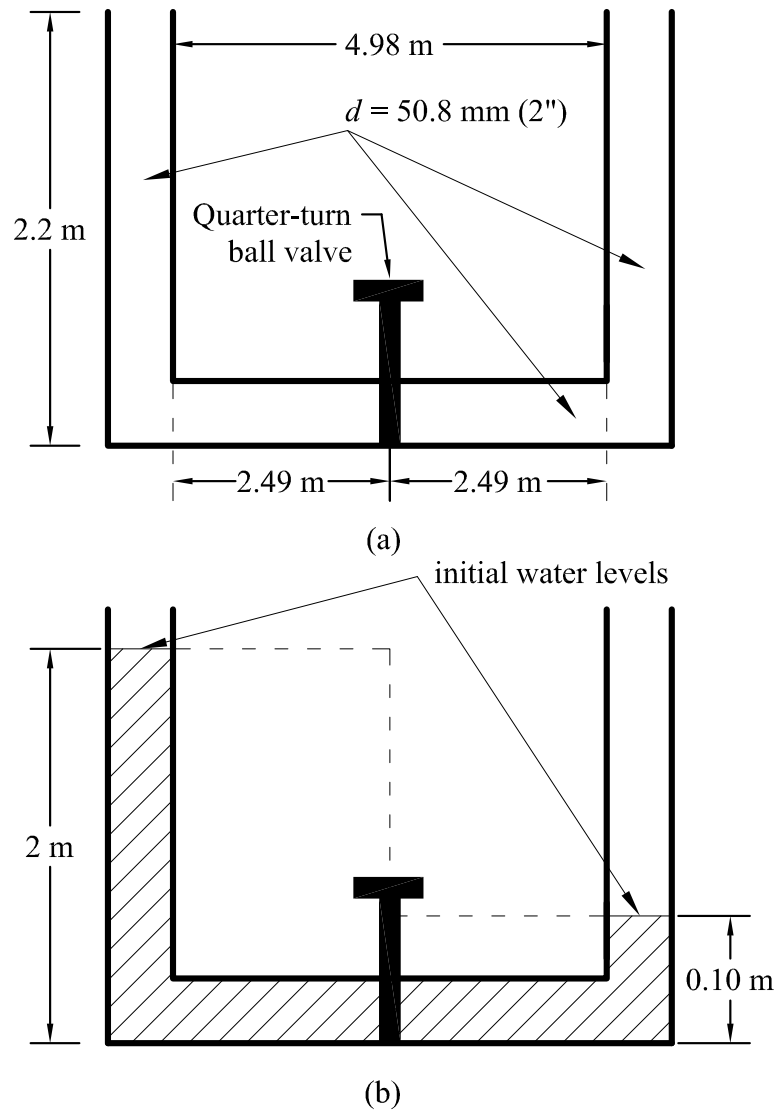 4.98 m
d = 50.8 mm (2")
2.2 m
Quarter-turn
ball valve
2.49 m
2.49 m
(a)
initial water levels
2 m
0.10 m
(b)